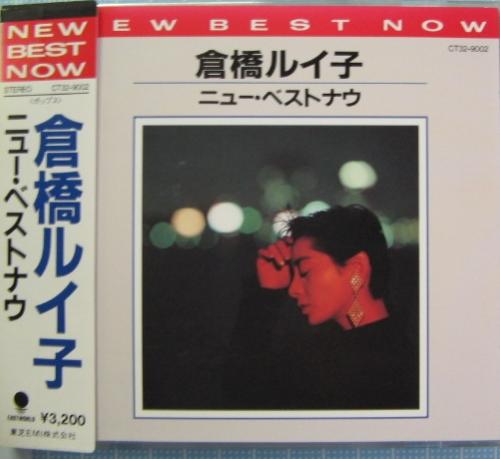 NEW
BEST
NOW
STEREO CT32-9002
(ポップス)
倉橋ルイ子
ニュー・ベストナウ
EASTWORLD ¥3,200
東芝EMI株式会社
EW BEST NOW
CT32-9002
倉橋ルイ子
ニュー・ベストナウ